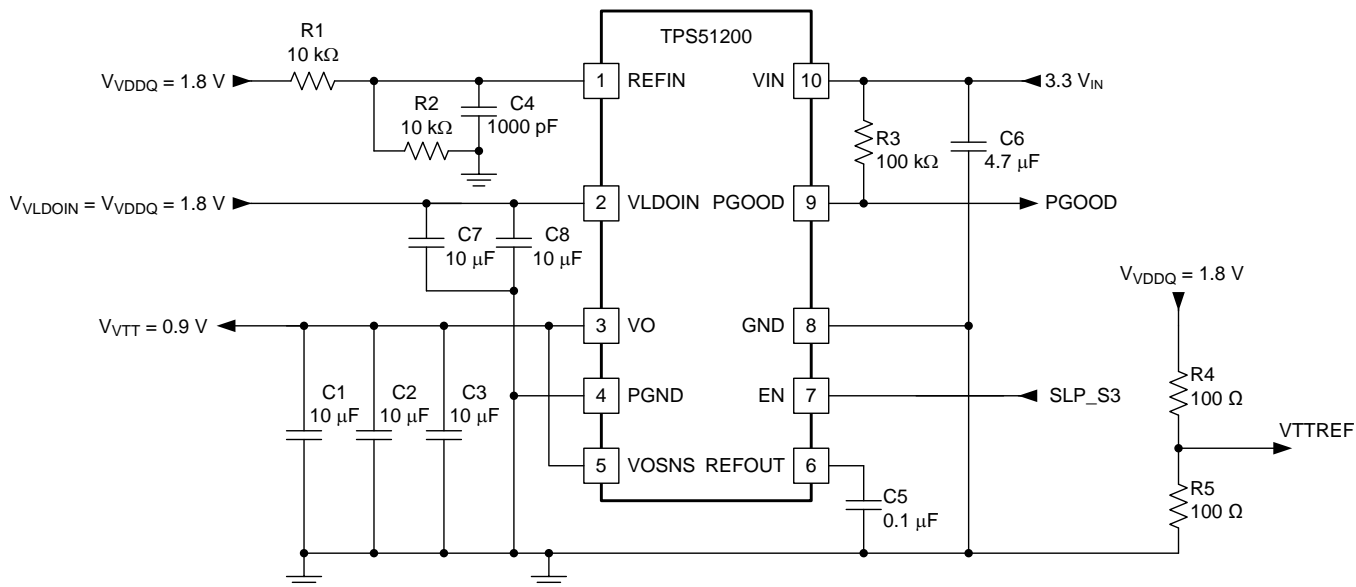 TPS51200
R1
10 kΩ
V_VDDQ = 1.8 V
1
REFIN
VIN
10
3.3 V_IN
R2
10 kΩ
C4
1000 pF
R3
100 kΩ
C6
4.7 μF
V_VLDOIN = V_VDDQ = 1.8 V
2
VLDOIN
PGOOD
9
PGOOD
C7
10 μF
C8
10 μF
V_VDDQ = 1.8 V
V_VTT = 0.9 V
3
VO
GND
8
C1
10 μF
C2
10 μF
C3
10 μF
4
PGND
EN
7
SLP_S3
R4
100 Ω
VTTREF
5
VOSNS
REFOUT
6
C5
0.1 μF
R5
100 Ω